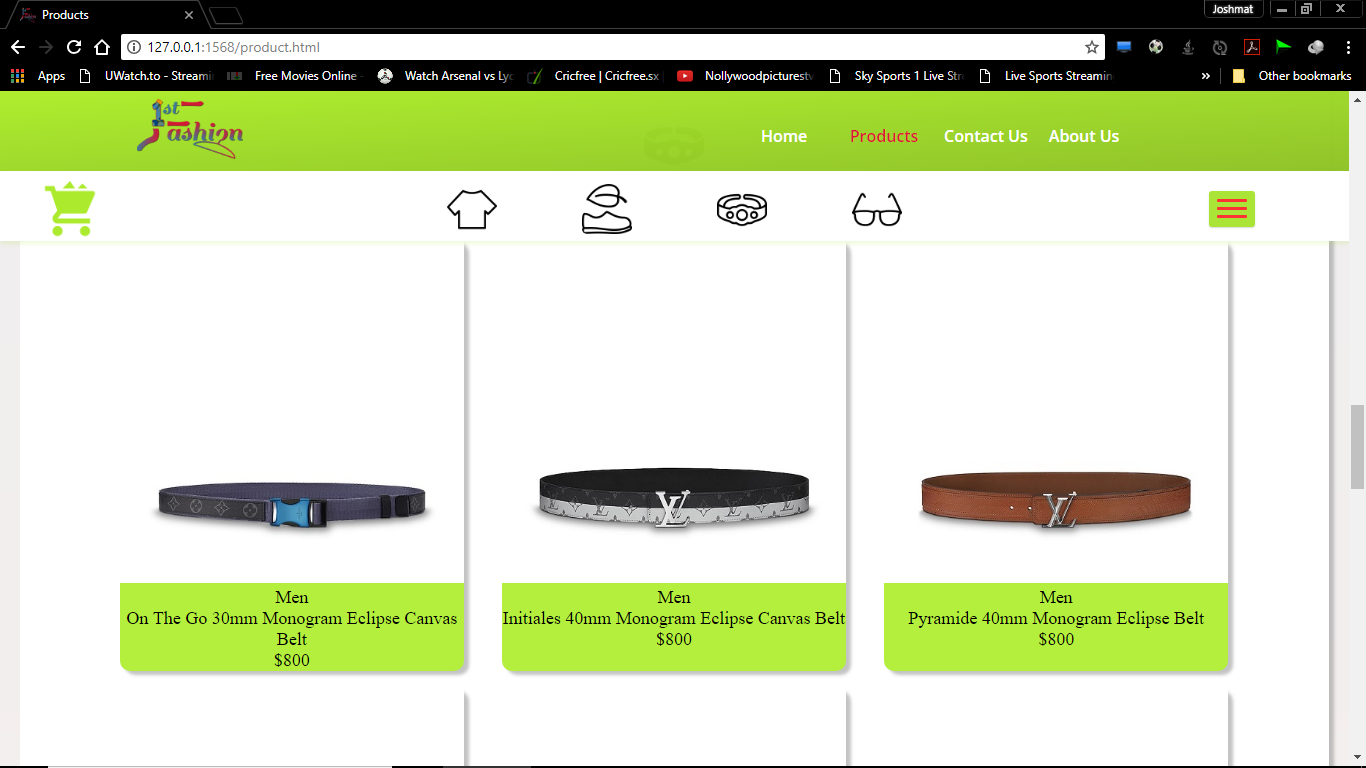 Products
Joshmat
127.0.0.1:1568/product.html
Apps
UWatch.to - Streami
Free Movies Online -
Watch Arsenal vs Lyc
Cricfree | Cricfree.sx
Nollywoodpicturestv
Sky Sports 1 Live Str
Live Sports Streamin
»
Other bookmarks
1st
Fashion
Home
Products
Contact Us
About Us
Men
On The Go 30mm Monogram Eclipse Canvas
Belt
$800
Men
Initiales 40mm Monogram Eclipse Canvas Belt
$800
Men
Pyramide 40mm Monogram Eclipse Belt
$800